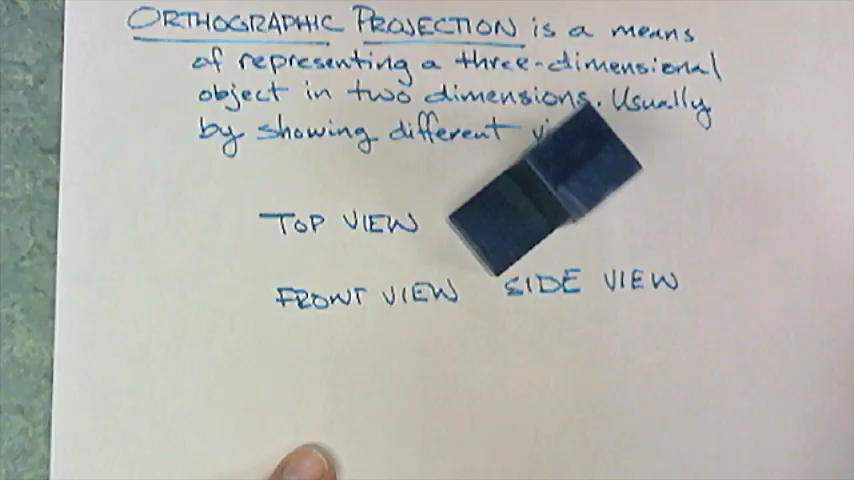 ORTHOGRAPHIC PROJECTION is a means
of representing a three-dimensional
object in two dimensions. Usually
by showing different
TOP VIEW
FRONT VIEW SIDE VIEW